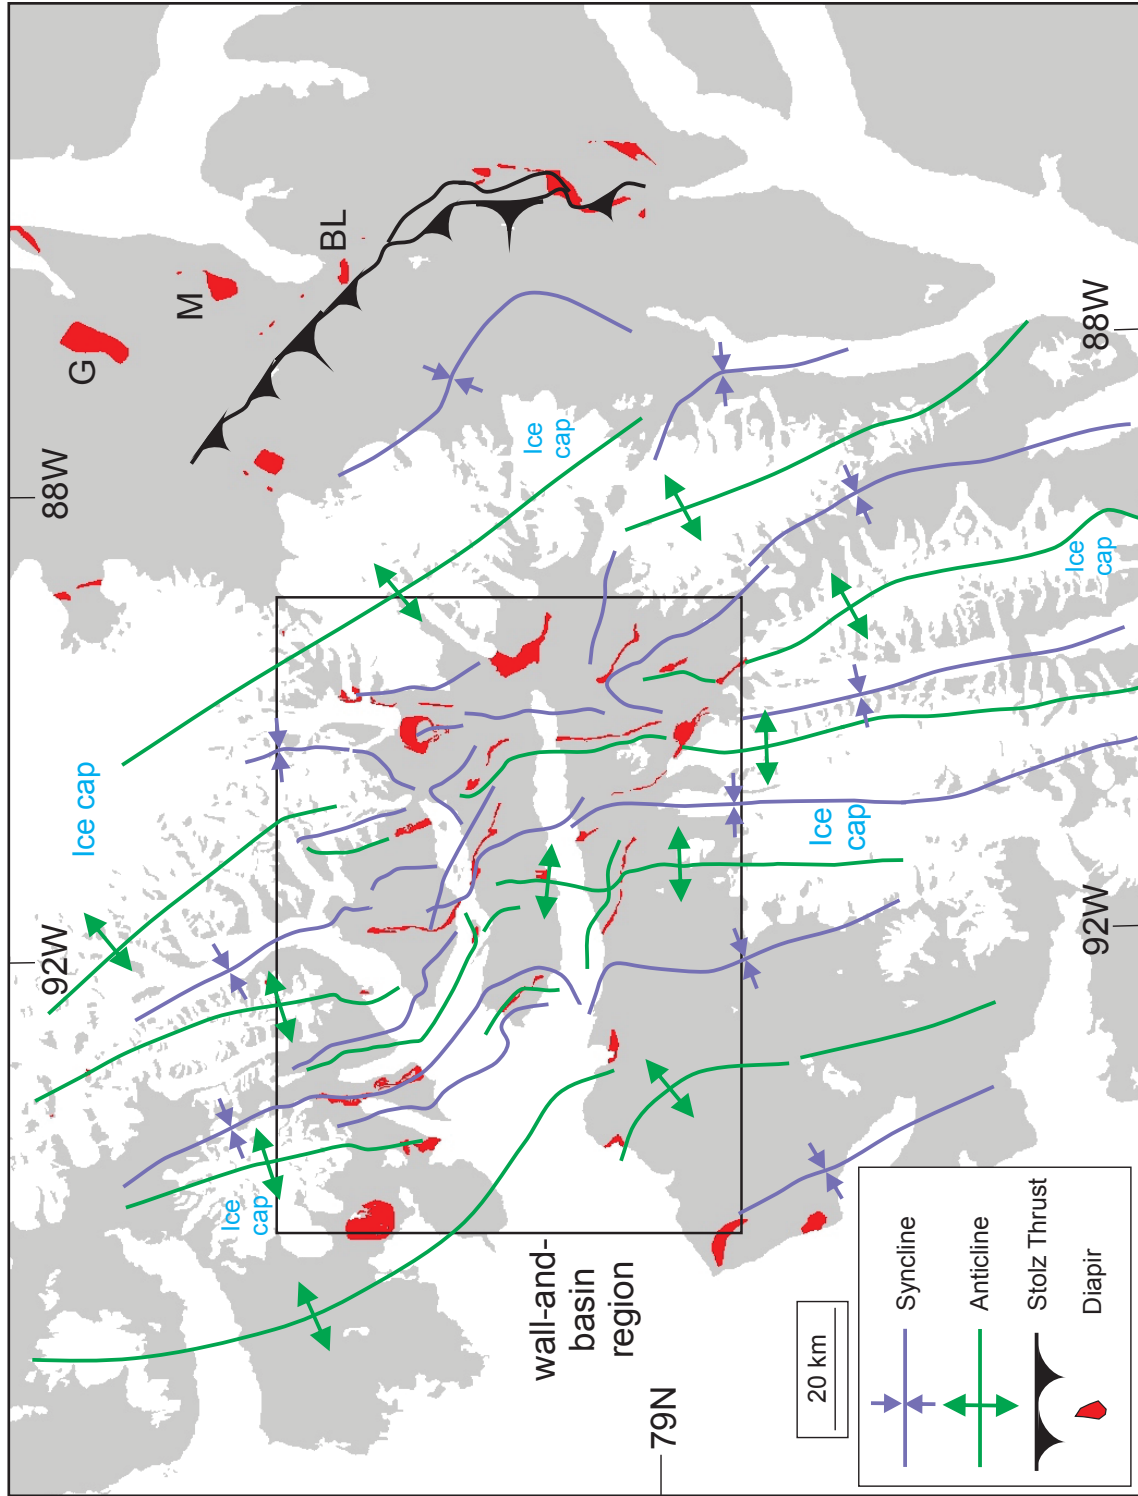 G
M
BL
88W
Ice
cap
Ice cap
92W
Ice
cap
wall-and-
basin
region
79N
20 km
88W
Ice
cap
Ice
cap
92W
Syncline
Anticline
Stolz Thrust
Diapir